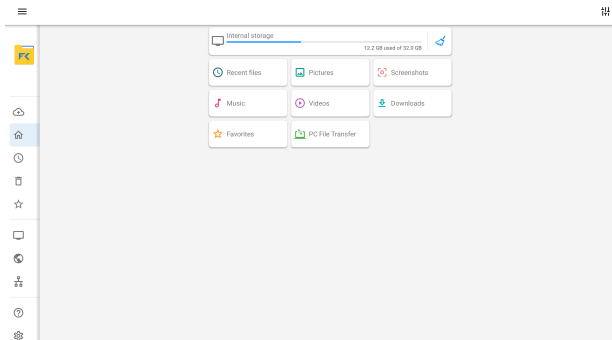 Internal storage
12.2 GB used of 32.0 GB
FX
Recent files
Pictures
Screenshots
Music
Videos
Downloads
Favorites
PC File Transfer